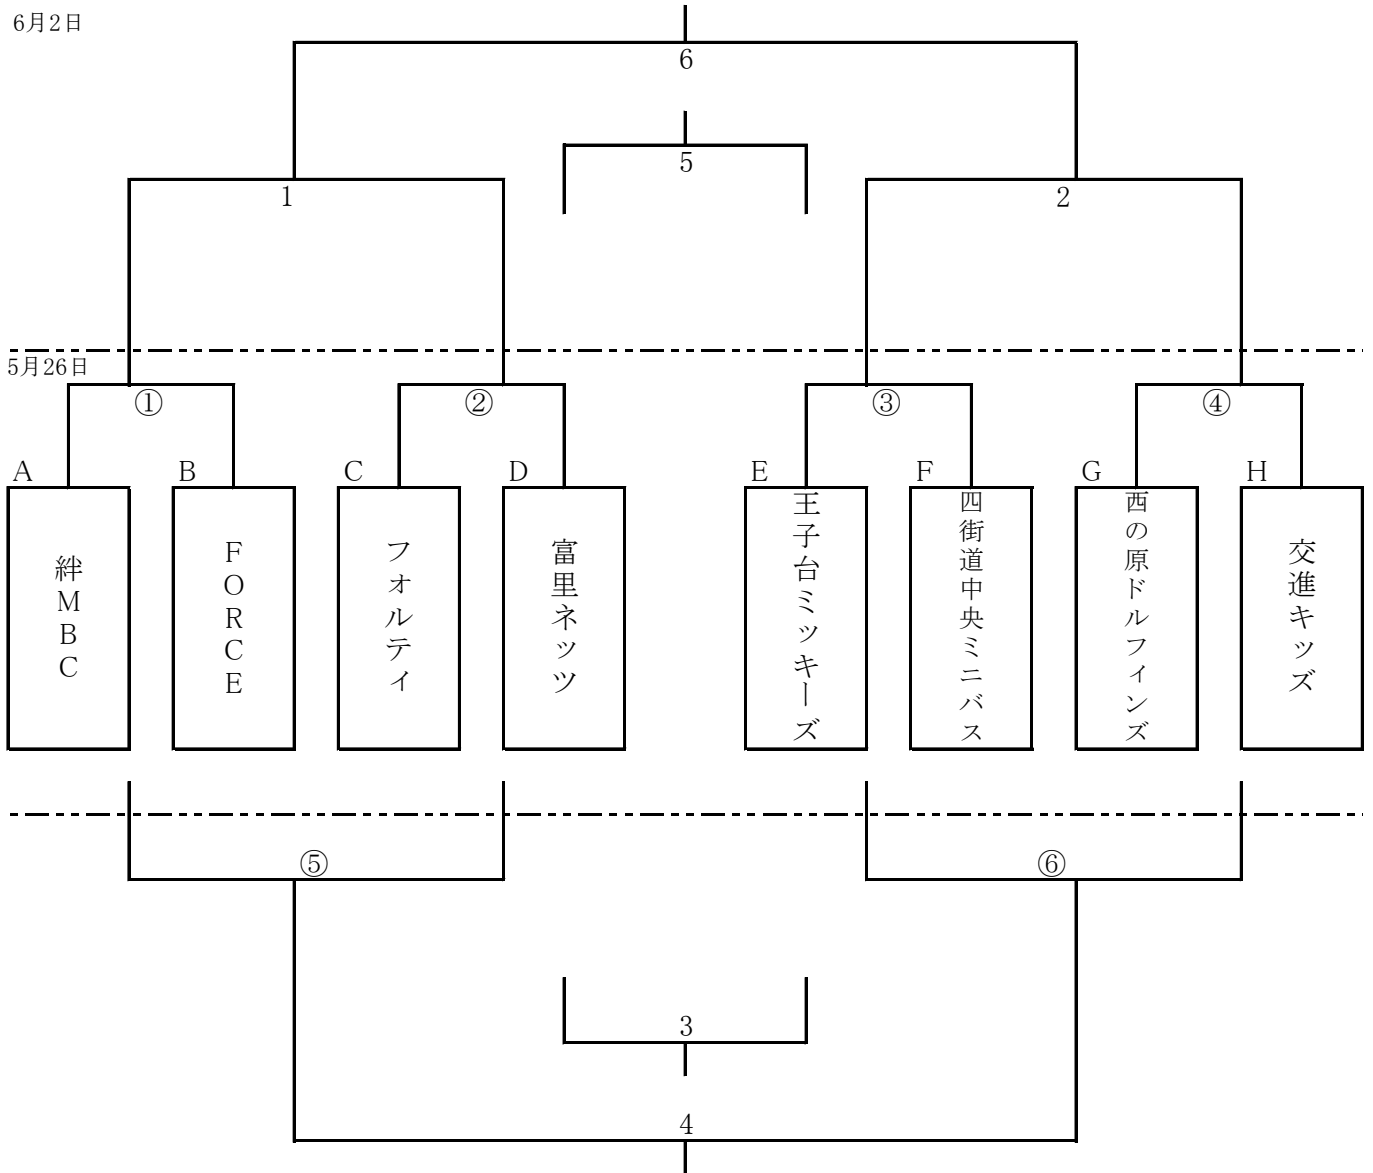 6月2日
6
5
1
2
5月26日
①
②
③
④
A
B
C
D
E
F
G
H
絆MBC
FORCE
フォルテイ
富里ネッツ
王子台ミッキーズ
四街道中央ミニバス
西の原ドルフィンズ
交進キッズ
⑤
⑥
3
4